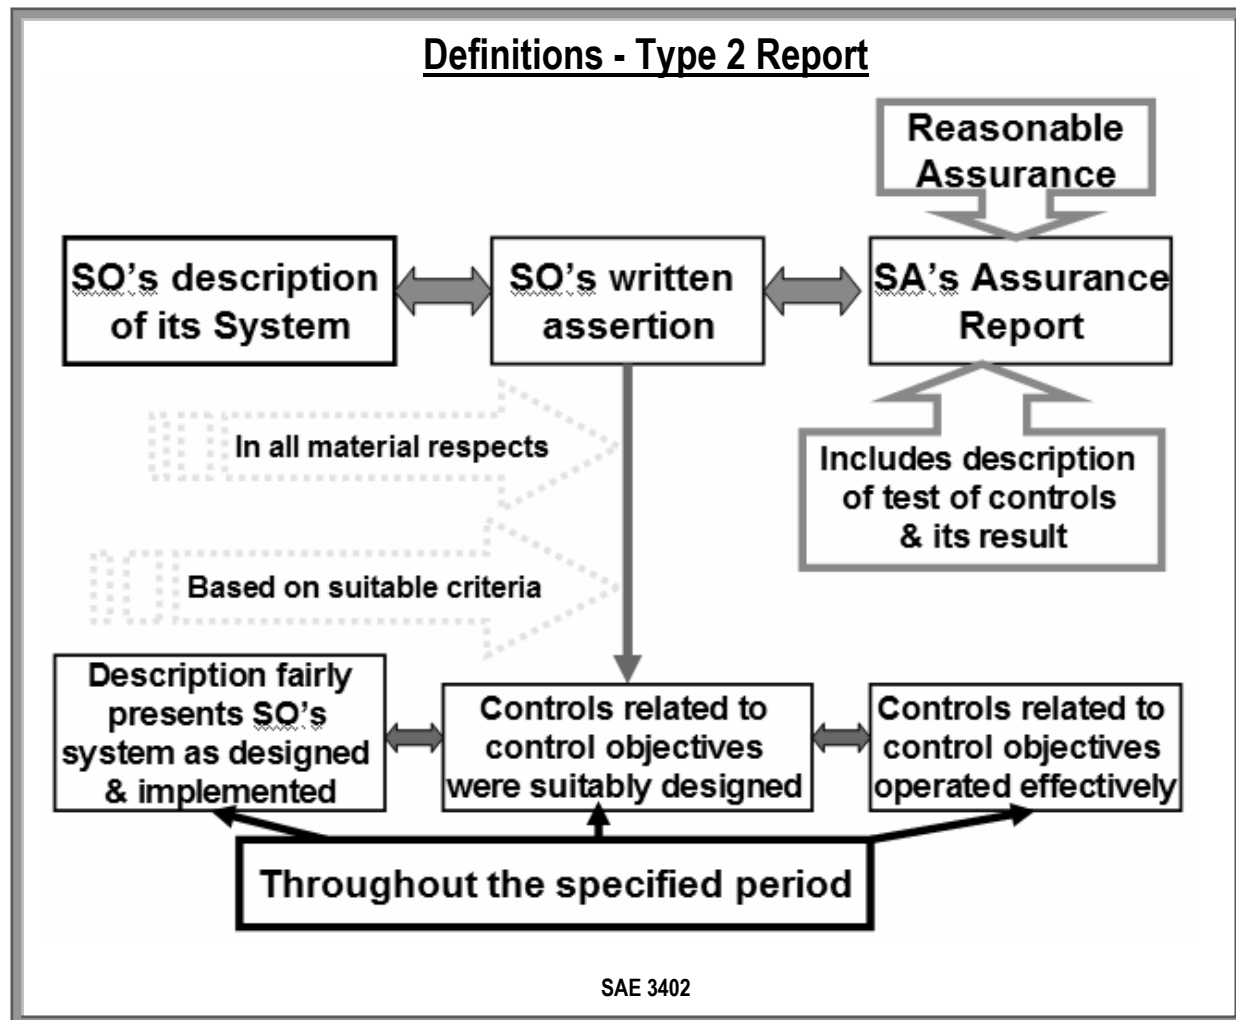 Definitions - Type 2 Report
Reasonable
Assurance
SO's description
of its System
SO's written
assertion
SA's Assurance
Report
In all material respects
Includes description
of test of controls
& its result
Based on suitable criteria
Description fairly
presents SO's
system as designed
& implemented
Controls related to
control objectives
were suitably designed
Controls related to
control objectives
operated effectively
Throughout the specified period
SAE 3402